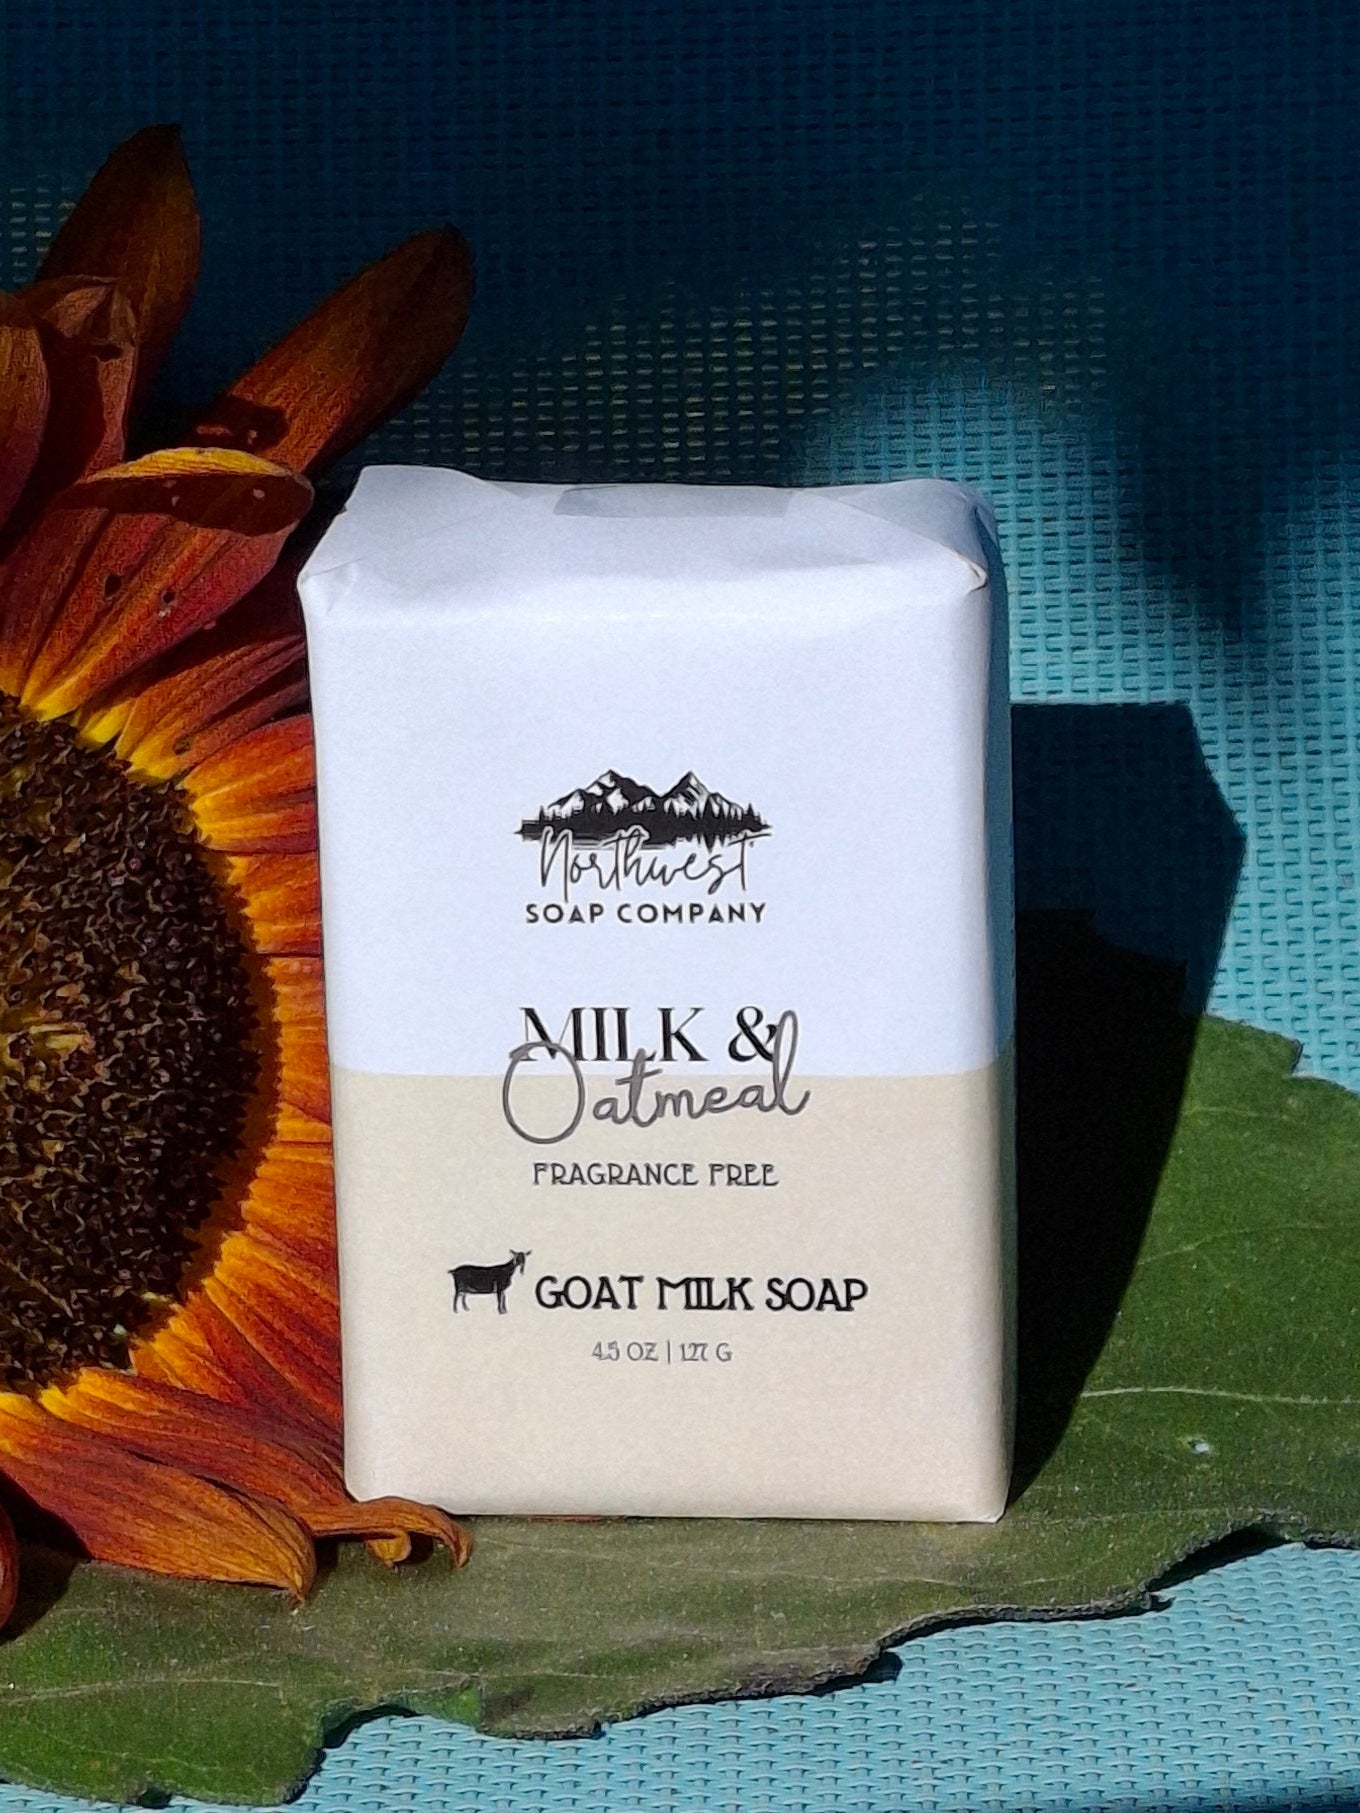 Northwest
SOAP COMPANY
MILK &
Oatmeal
FRAGRANCE FREE
GOAT MILK SOAP
4.5 OZ | 127 G